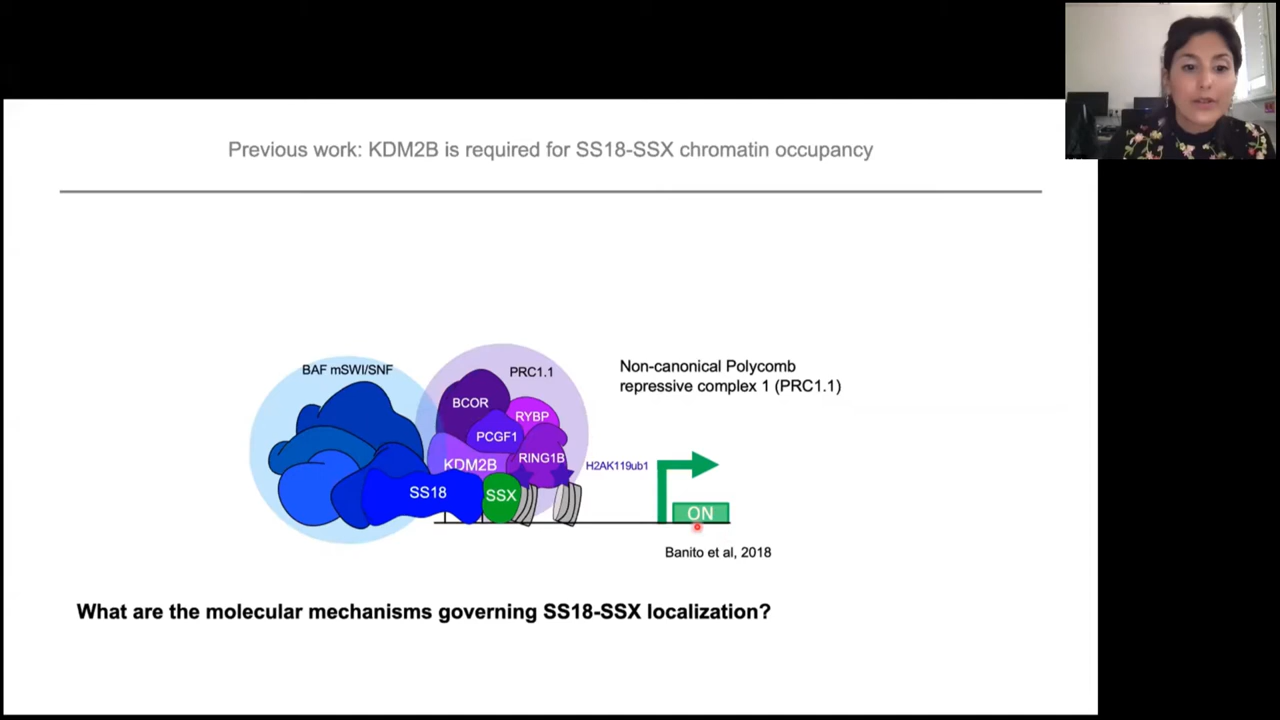 Previous work: KDM2B is required for SS18-SSX chromatin occupancy
BAF mSWI/SNF
PRC1.1
Non-canonical Polycomb
repressive complex 1 (PRC1.1)
BCOR
RYBP
PCGF1
RING1B
KDM2B
H2AK119ub1
SS18
SSX
ON
Banito et al, 2018
What are the molecular mechanisms governing SS18-SSX localization?